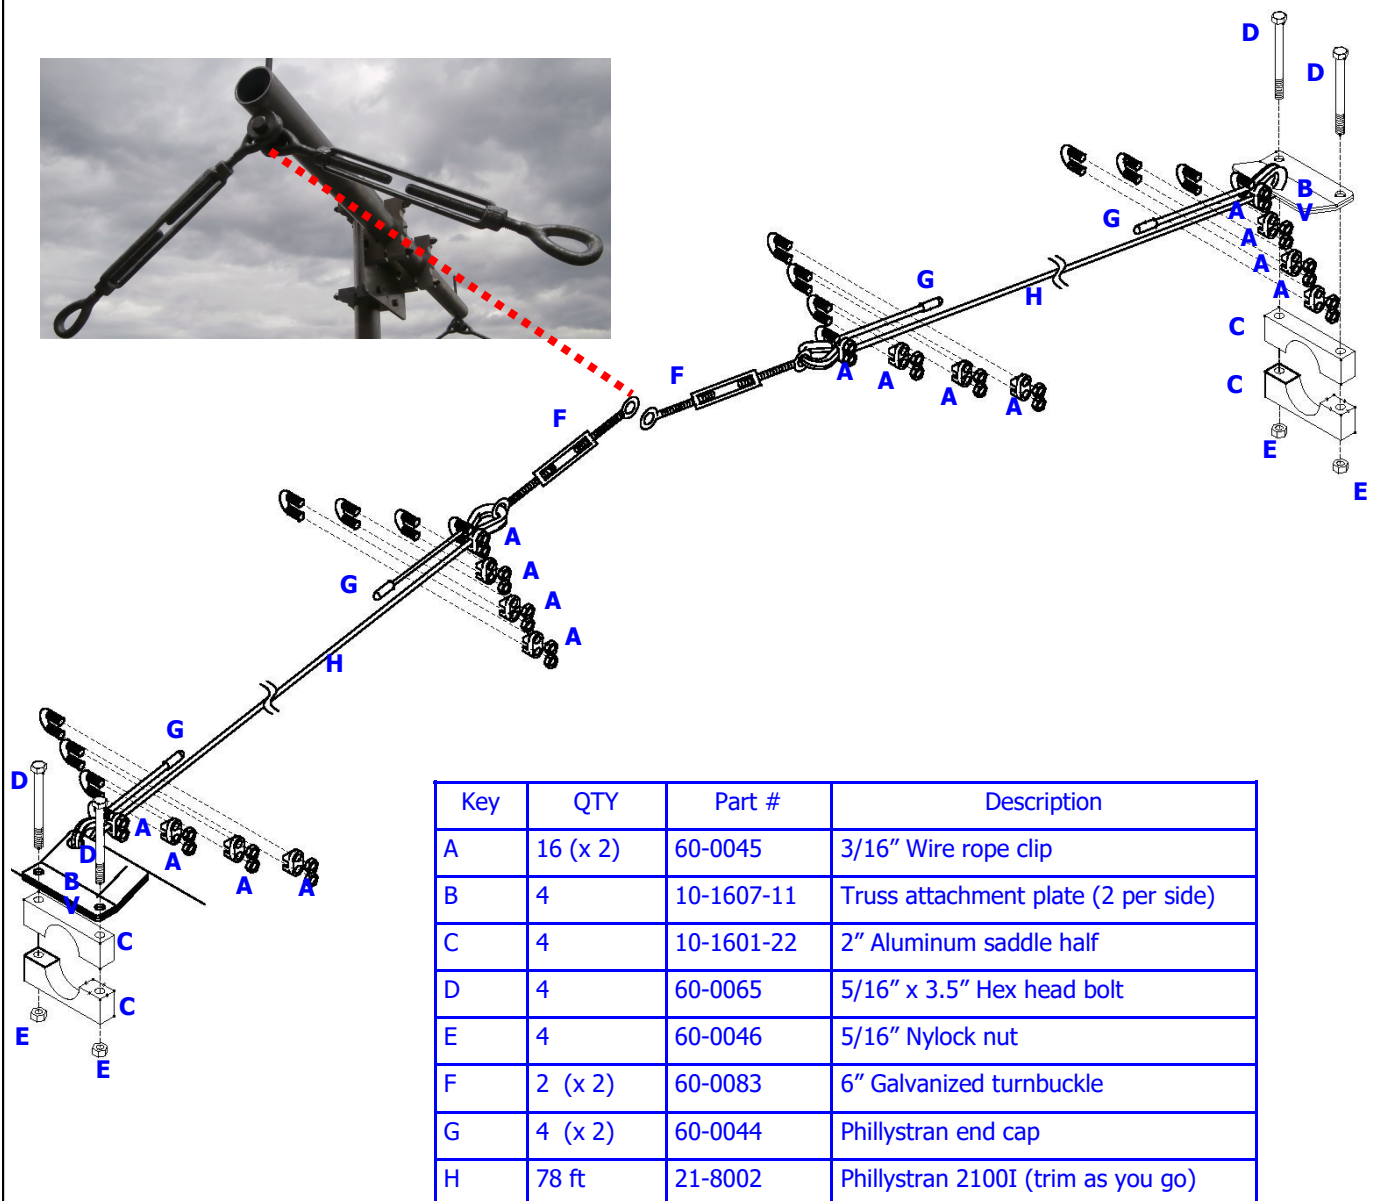 D
D
B
V
G
A
A
A
A
G
H
C
F
A
A
A
A
C
F
E
E
A
G
A
A
A
H
G
D
A
D
A
A
A
B
V
C
C
E
E
Key QTY Part # Description
A 16 (x 2) 60-0045 3/16” Wire rope clip
B 4 10-1607-11 Truss attachment plate (2 per side)
C 4 10-1601-22 2” Aluminum saddle half
D 4 60-0065 5/16” x 3.5” Hex head bolt
E 4 60-0046 5/16” Nylock nut
F 2 (x 2) 60-0083 6” Galvanized turnbuckle
G 4 (x 2) 60-0044 Phillystran end cap
H 78 ft 21-8002 Phillystran 2100I (trim as you go)